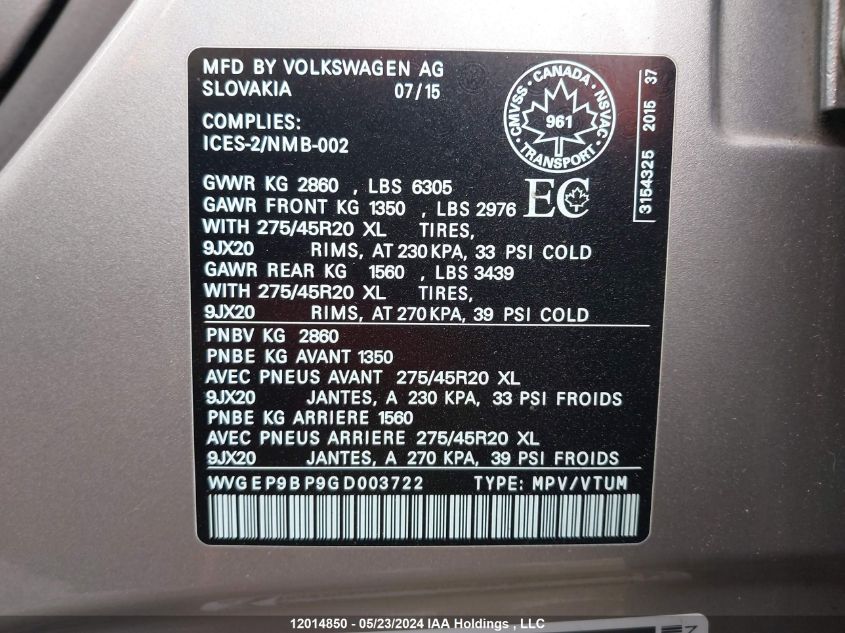 MFD BY VOLKSWAGEN AG
SLOVAKIA 07/15
COMPLIES:
ICES-2/NMB-002
CMVSS · CANADA · NSVAC · TRANSPORT
961
EC
3154325 2015 37
GVWR KG 2860 , LBS 6305
GAWR FRONT KG 1350 , LBS 2976
WITH 275/45R20 XL TIRES,
9JX20 RIMS, AT 230 KPA, 33 PSI COLD
GAWR REAR KG 1560 , LBS 3439
WITH 275/45R20 XL TIRES,
9JX20 RIMS, AT 270 KPA, 39 PSI COLD
PNBV KG 2860
PNBE KG AVANT 1350
AVEC PNEUS AVANT 275/45R20 XL
9JX20 JANTES, A 230 KPA, 33 PSI FROIDS
PNBE KG ARRIERE 1560
AVEC PNEUS ARRIERE 275/45R20 XL
9JX20 JANTES, A 270 KPA, 39 PSI FROIDS
WVGEP9BP9GD003722 TYPE: MPV/VTUM
12014850 - 05/23/2024 IAA Holdings , LLC